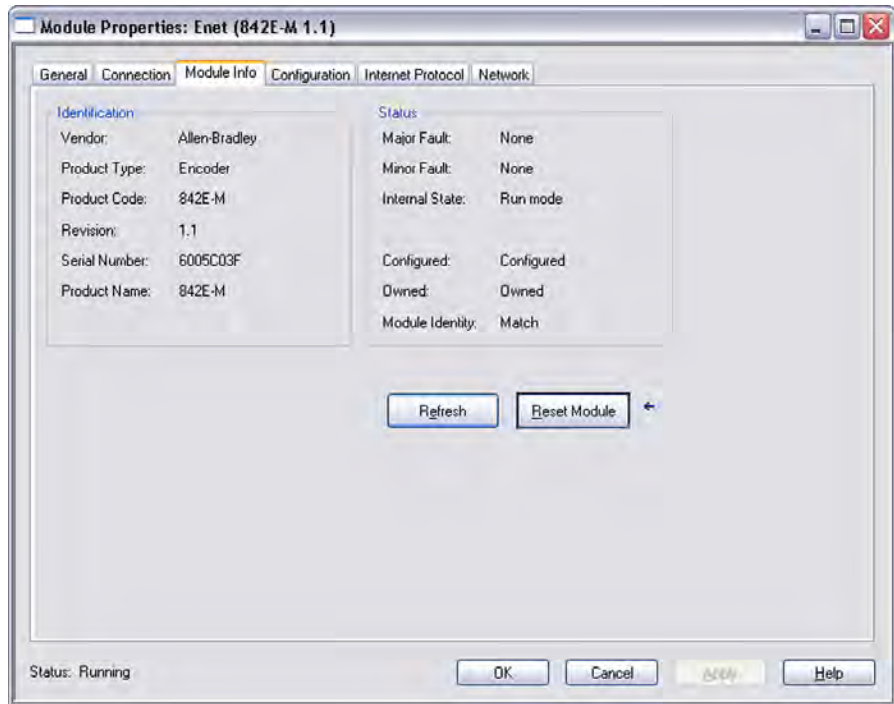 Module Properties: Enet (842E-M 1.1)
General Connection Module Info Configuration Internet Protocol Network
Identification
Vendor: Allen-Bradley
Product Type: Encoder
Product Code: 842E-M
Revision: 1.1
Serial Number: 6005C03F
Product Name: 842E-M
Status
Major Fault: None
Minor Fault: None
Internal State: Run mode
Configured: Configured
Owned: Owned
Module Identity: Match
Refresh Reset Module
Status: Running
OK Cancel Apply Help